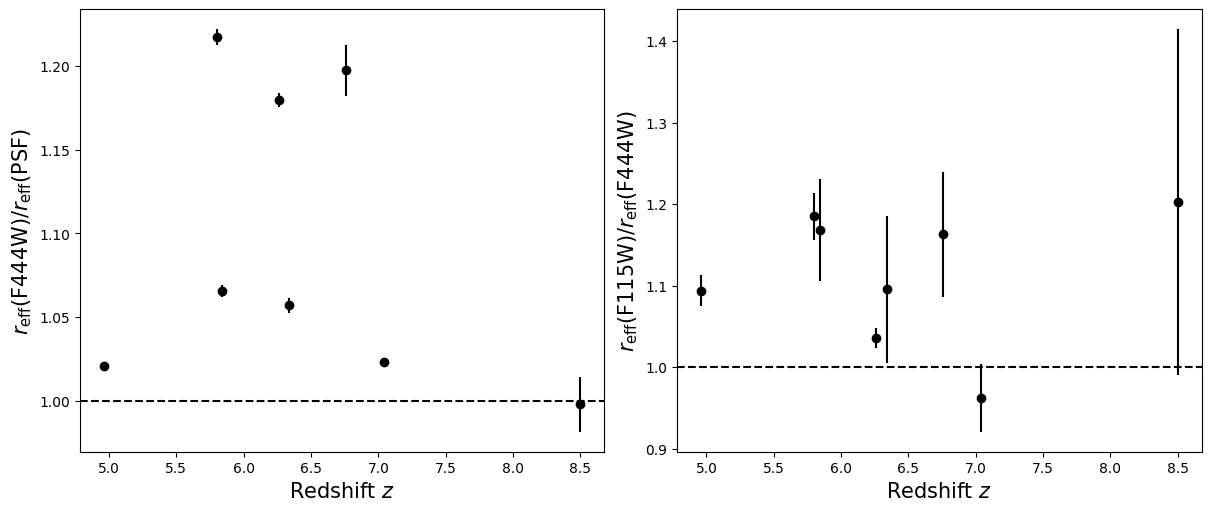 r_eff(F444W)/r_eff(PSF)
1.20
1.15
1.10
1.05
1.00
5.0 5.5 6.0 6.5 7.0 7.5 8.0 8.5
Redshift z
r_eff(F115W)/r_eff(F444W)
1.4
1.3
1.2
1.1
1.0
0.9
5.0 5.5 6.0 6.5 7.0 7.5 8.0 8.5
Redshift z